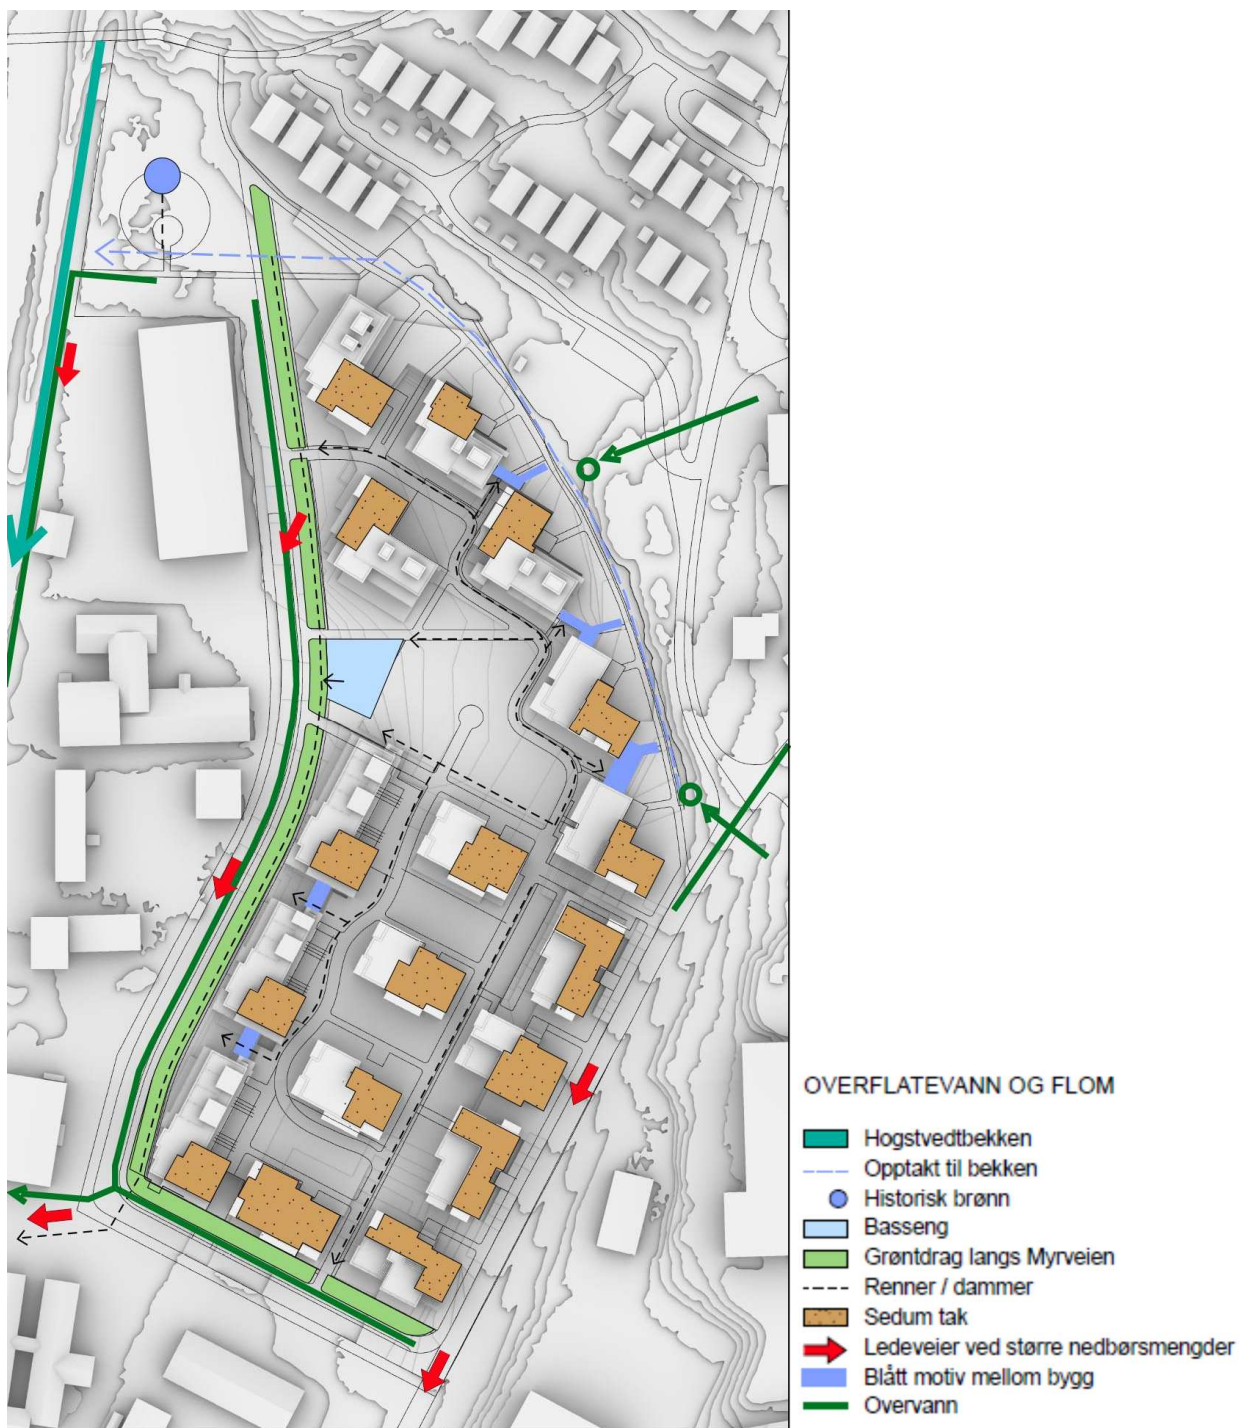 OVERFLATEVANN OG FLOM
Hogstvedtbekken
Opptakt til bekken
Historisk brønn
Basseng
Grøntdrag langs Myrveien
Renner / dammer
Sedum tak
Ledeveier ved større nedbørsmengder
Blått motiv mellom bygg
Overvann